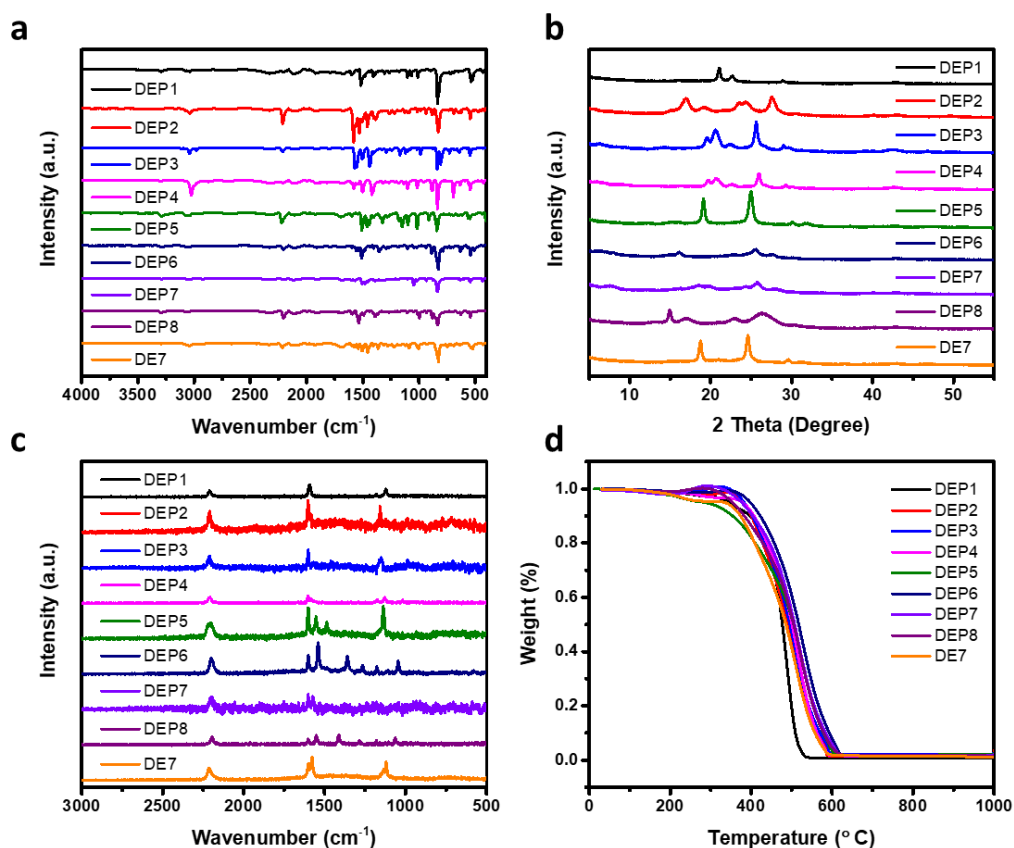 a
Intensity (a.u.)
DEP1
DEP2
DEP3
DEP4
DEP5
DEP6
DEP7
DEP8
DE7
4000 3500 3000 2500 2000 1500 1000 500
Wavenumber (cm⁻¹)
b
Intensity (a.u.)
DEP1
DEP2
DEP3
DEP4
DEP5
DEP6
DEP7
DEP8
DE7
10 20 30 40 50
2 Theta (Degree)
c
Intensity (a.u.)
DEP1
DEP2
DEP3
DEP4
DEP5
DEP6
DEP7
DEP8
DE7
3000 2500 2000 1500 1000 500
Wavenumber (cm⁻¹)
d
Weight (%)
1.0
0.8
0.6
0.4
0.2
0.0
DEP1
DEP2
DEP3
DEP4
DEP5
DEP6
DEP7
DEP8
DE7
0 200 400 600 800 1000
Temperature (° C)